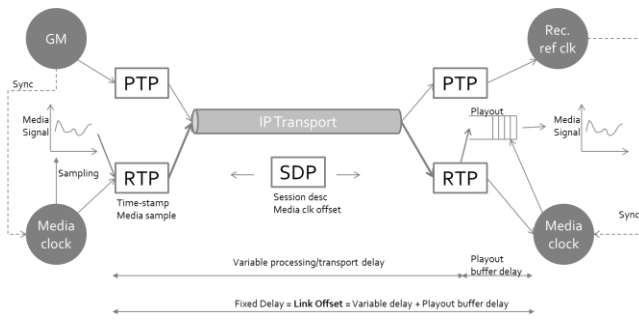 GM
Rec.
ref clk
Sync
PTP
PTP
Media
Signal
IP Transport
Playout
Media
Signal
Sampling
RTP
SDP
RTP
Time-stamp
Media sample
Session desc
Media clk offset
Sync
Media
clock
Media
clock
Variable processing/transport delay
Playout
buffer delay
Fixed Delay = Link Offset = Variable delay + Playout buffer delay